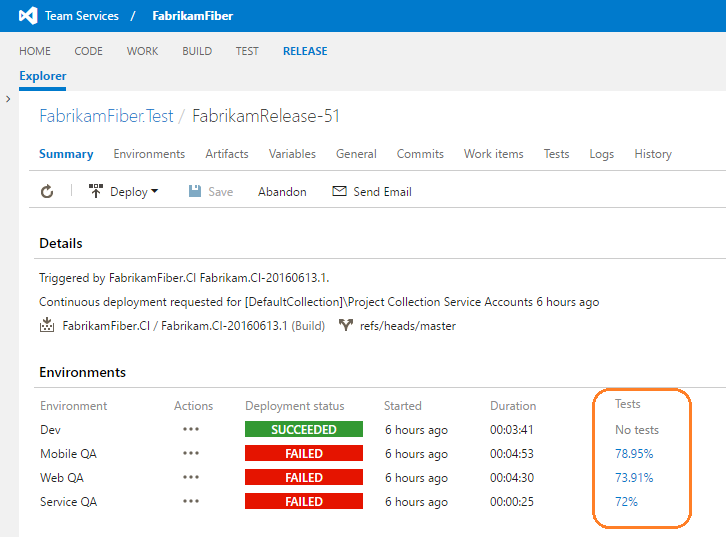 Team Services / FabrikamFiber
HOME CODE WORK BUILD TEST RELEASE
Explorer
FabrikamFiber.Test / FabrikamRelease-51
Summary Environments Artifacts Variables General Commits Work items Tests Logs History
Deploy Save Abandon Send Email
Details
Triggered by FabrikamFiber.CI Fabrikam.CI-20160613.1.
Continuous deployment requested for [DefaultCollection]\Project Collection Service Accounts 6 hours ago
FabrikamFiber.CI / Fabrikam.CI-20160613.1 (Build) refs/heads/master
Environments
Environment Actions Deployment status Started Duration Tests
Dev ••• SUCCEEDED 6 hours ago 00:03:41 No tests
Mobile QA ••• FAILED 6 hours ago 00:04:53 78.95%
Web QA ••• FAILED 6 hours ago 00:04:30 73.91%
Service QA ••• FAILED 6 hours ago 00:00:25 72%